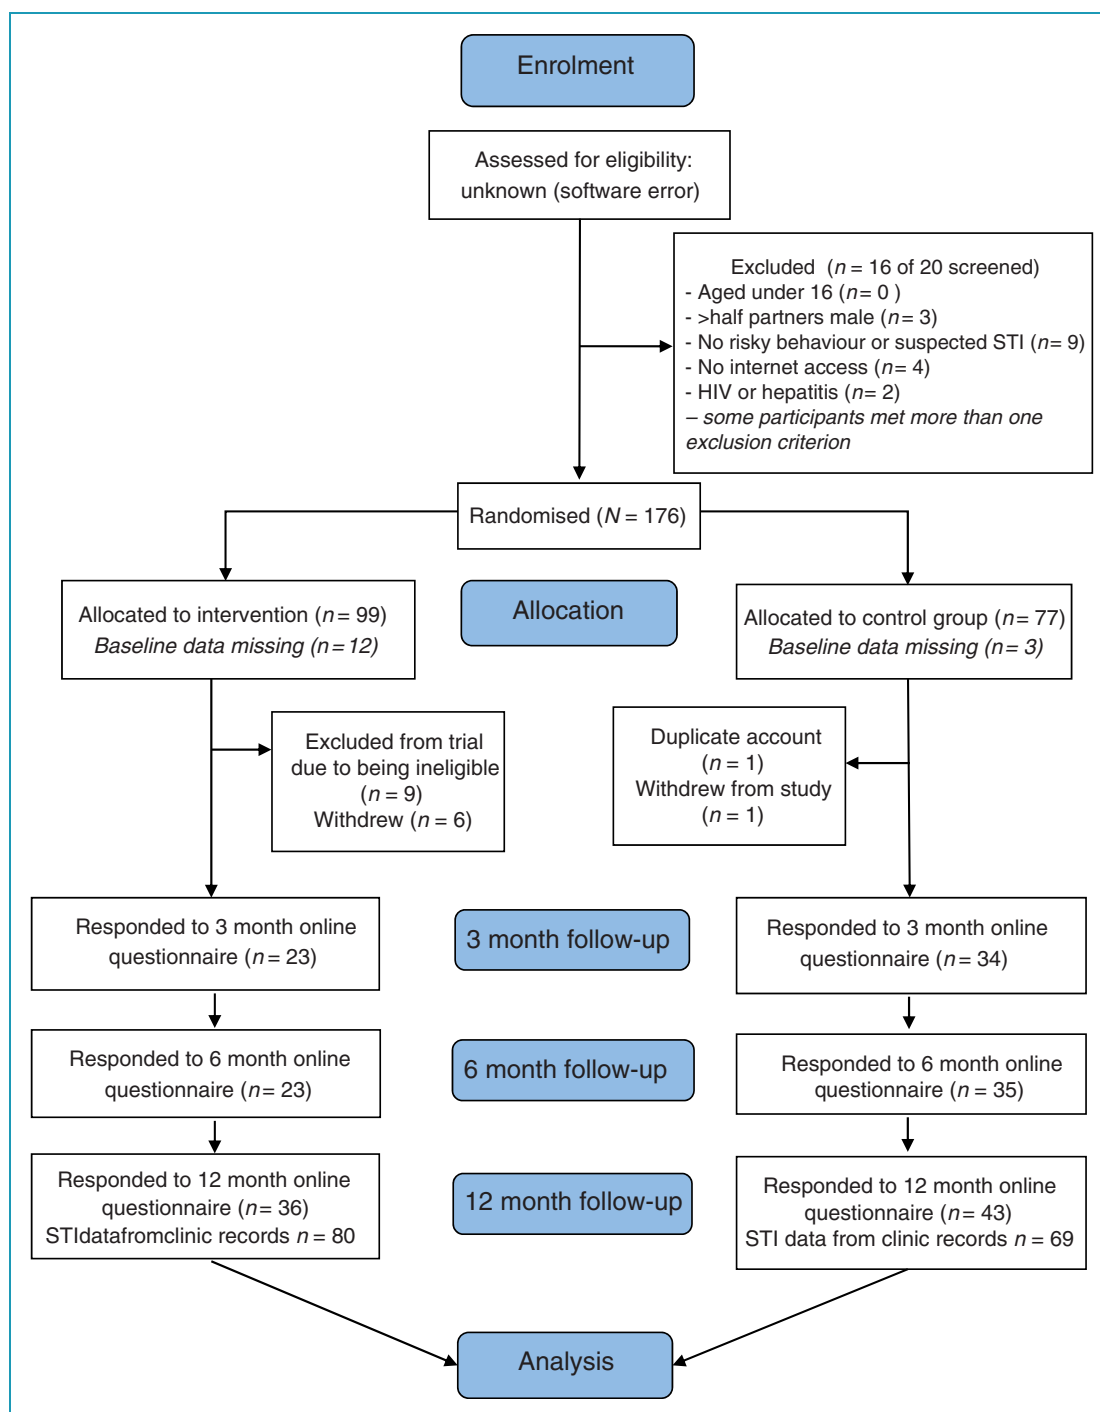 Enrolment
Assessed for eligibility:
unknown (software error)
Excluded (n = 16 of 20 screened)
- Aged under 16 (n= 0 )
- >half partners male (n= 3)
- No risky behaviour or suspected STI (n= 9)
- No internet access (n= 4)
- HIV or hepatitis (n= 2)
– some participants met more than one
exclusion criterion
Randomised (N = 176)
Allocated to intervention (n= 99)
Baseline data missing (n= 12)
Allocation
Allocated to control group (n= 77)
Baseline data missing (n= 3)
Excluded from trial
due to being ineligible
(n = 9)
Withdrew (n = 6)
Duplicate account
(n = 1)
Withdrew from study
(n = 1)
Responded to 3 month online
questionnaire (n= 23)
3 month follow-up
Responded to 3 month online
questionnaire (n= 34)
Responded to 6 month online
questionnaire (n= 23)
6 month follow-up
Responded to 6 month online
questionnaire (n= 35)
Responded to 12 month online
questionnaire (n= 36)
STIdatafromclinic records n = 80
12 month follow-up
Responded to 12 month online
questionnaire (n= 43)
STI data from clinic records n = 69
Analysis